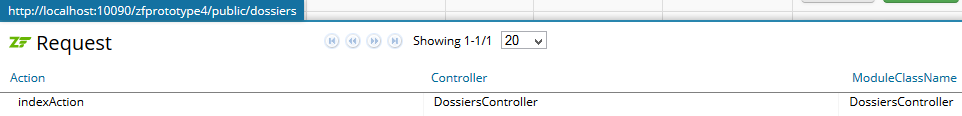 http://localhost:10090/zfprototype4/public/dossiers
ZF Request Showing 1-1/1 20
Action Controller ModuleClassName
indexAction DossiersController DossiersController